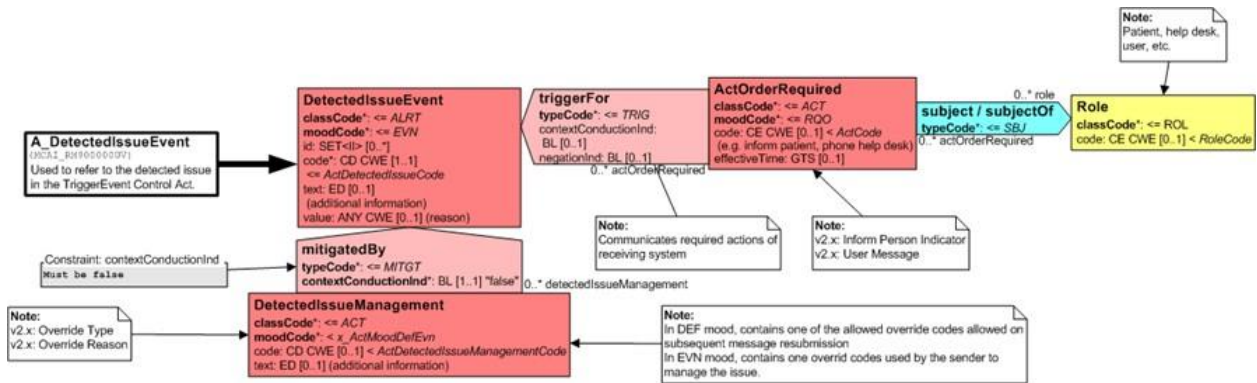 Note:
Patient, help desk,
user, etc.
A_DetectedIssueEvent
(MCAI_RM900000UV)
Used to refer to the detected issue
in the TriggerEvent Control Act.
DetectedIssueEvent
classCode*: <= ALRT
moodCode*: <= EVN
id: SET<II> [0..*]
code*: CD CWE [1..1]
<= ActDetectedIssueCode
text: ED [0..1]
(additional information)
value: ANY CWE [0..1] (reason)
triggerFor
typeCode*: <= TRIG
contextConductionInd:
BL [0..1]
negationInd: BL [0..1]
0..* actOrderRequired
ActOrderRequired
classCode*: <= ACT
moodCode*: <= RQO
code: CE CWE [0..1] < ActCode
(e.g. inform patient, phone help desk)
effectiveTime: GTS [0..1]
0..* role
subject / subjectOf
typeCode*: <= SBJ
0..* actOrderRequired
Role
classCode*: <= ROL
code: CE CWE [0..1] < RoleCode
Note:
Communicates required actions of
receiving system
Note:
v2.x: Inform Person Indicator
v2.x: User Message
mitigatedBy
typeCode*: <= MITGT
contextConductionInd*: BL [1..1] "false"
0..* detectedIssueManagement
Constraint: contextConductionInd
Must be false
DetectedIssueManagement
classCode*: <= ACT
moodCode*: < x_ActMoodDefEvn
code: CD CWE [0..1] < ActDetectedIssueManagementCode
text: ED [0..1] (additional information)
Note:
v2.x: Override Type
v2.x: Override Reason
Note:
In DEF mood, contains one of the allowed override codes allowed on
subsequent message resubmission
In EVN mood, contains one overrid codes used by the sender to
manage the issue.